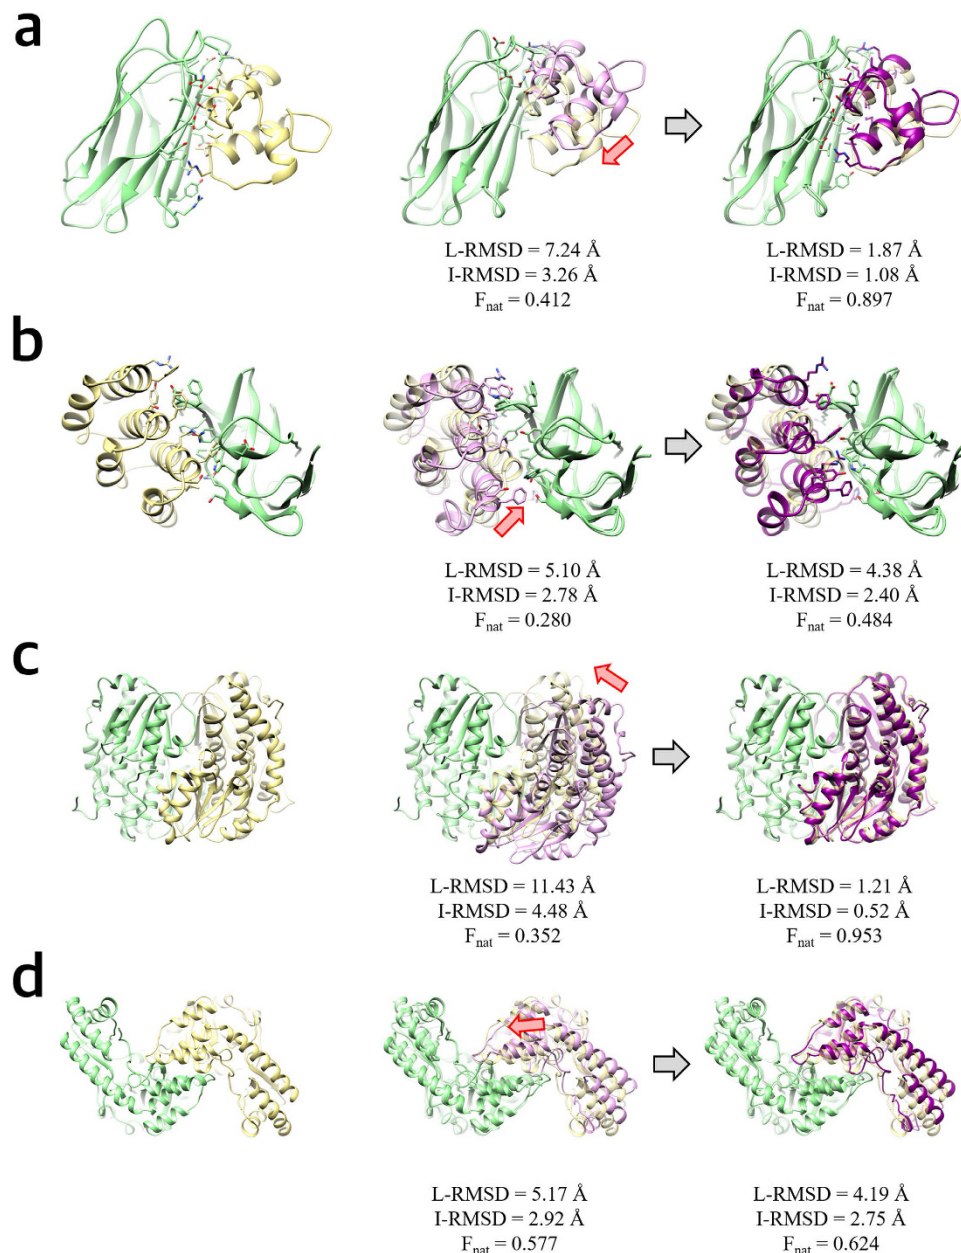 a
L-RMSD = 7.24 Å
I-RMSD = 3.26 Å
Fnat = 0.412
L-RMSD = 1.87 Å
I-RMSD = 1.08 Å
Fnat = 0.897
b
L-RMSD = 5.10 Å
I-RMSD = 2.78 Å
Fnat = 0.280
L-RMSD = 4.38 Å
I-RMSD = 2.40 Å
Fnat = 0.484
c
L-RMSD = 11.43 Å
I-RMSD = 4.48 Å
Fnat = 0.352
L-RMSD = 1.21 Å
I-RMSD = 0.52 Å
Fnat = 0.953
d
L-RMSD = 5.17 Å
I-RMSD = 2.92 Å
Fnat = 0.577
L-RMSD = 4.19 Å
I-RMSD = 2.75 Å
Fnat = 0.624